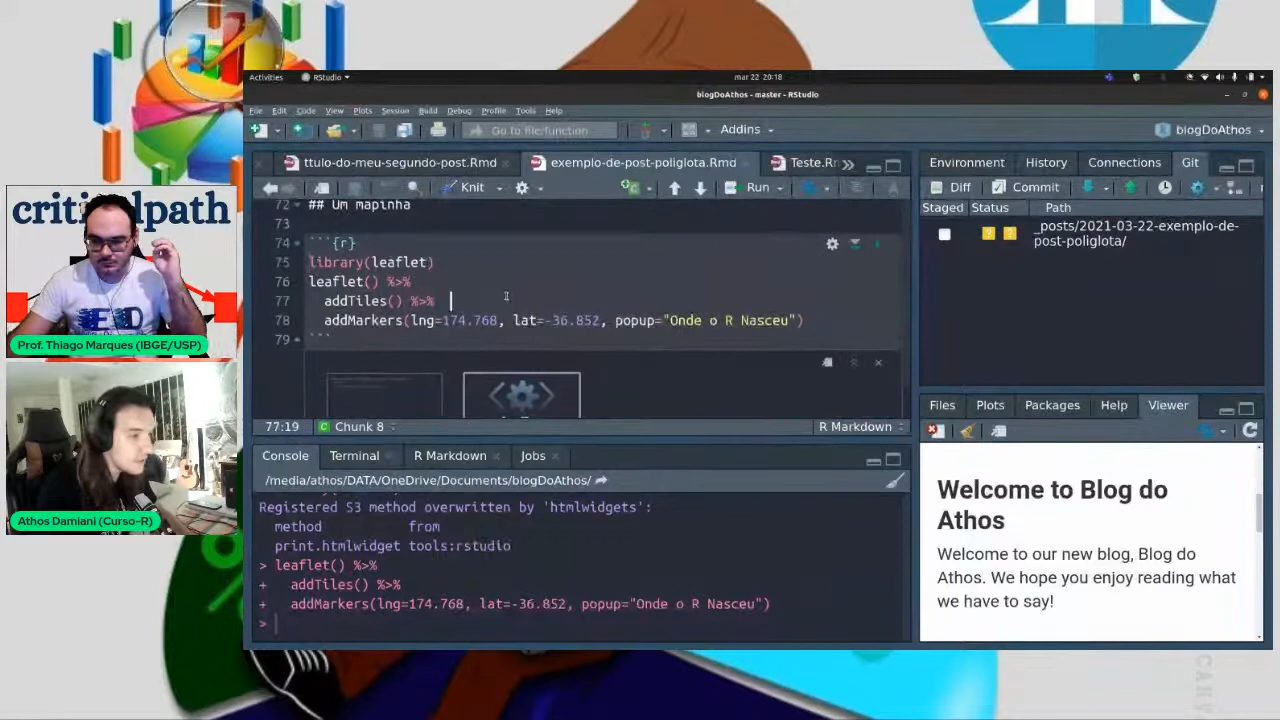 Activities
RStudio
mar 22 20:18
blogDoAthos - master - RStudio
File Edit Code View Plots Session Build Debug Profile Tools Help
Go to file/function
Addins
blogDoAthos
ttulo-do-meu-segundo-post.Rmd
exemplo-de-post-poliglota.Rmd
Teste.Rm
Knit
Run
72 ## Um mapinha
73
74 ```{r}
75 library(leaflet)
76 leaflet() %>%
77 addTiles() %>%
78 addMarkers(lng=174.768, lat=-36.852, popup="Onde o R Nasceu")
79 ```
77:19
Chunk 8
R Markdown
Console Terminal R Markdown Jobs
/media/athos/DATA/OneDrive/Documents/blogDoAthos/
Registered S3 method overwritten by 'htmlwidgets':
method from
print.htmlwidget tools:rstudio
> leaflet() %>%
+ addTiles() %>%
+ addMarkers(lng=174.768, lat=-36.852, popup="Onde o R Nasceu")
>
Environment History Connections Git
Diff
Commit
Staged Status Path
_posts/2021-03-22-exemplo-de-
post-poliglota/
Files Plots Packages Help Viewer
Welcome to Blog do
Athos
Welcome to our new blog, Blog do
Athos. We hope you enjoy reading what
we have to say!
Prof. Thiago Marques (IBGE/USP)
Athos Damiani (Curso-R)